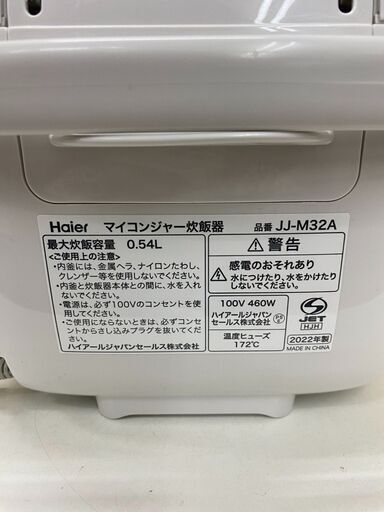 Haier マイコンジャー炊飯器 品番 JJ-M32A
最大炊飯容量 0.54L
<ご使用上の注意>
・内釜には、金属ヘラ、ナイロンたわし、
クレンザー等を使用しないでください。
・内釜と炊飯器本体との間に、水を入れ
ないでください。
・電源は、必ず100Vのコンセントを使用
してください。
・ご使用にならないときは、必ずコンセント
からさし込みプラグを抜いてください。
ハイアールジャパンセールス株式会社
⚠警告
感電のおそれあり
水につけたり、水をかけたり
しないでください。
100V 460W
ハイアールジャパン
セールス株式会社
温度ヒューズ
172℃
JET
HJH
2022年製
MADE IN CHINA